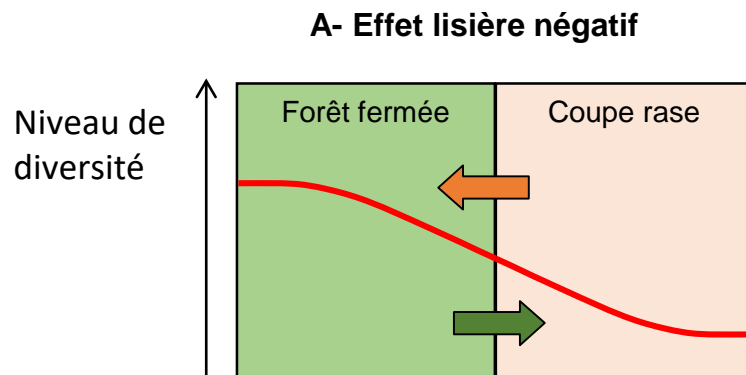 A- Effet lisière négatif
Niveau de
diversité
Forêt fermée
Coupe rase